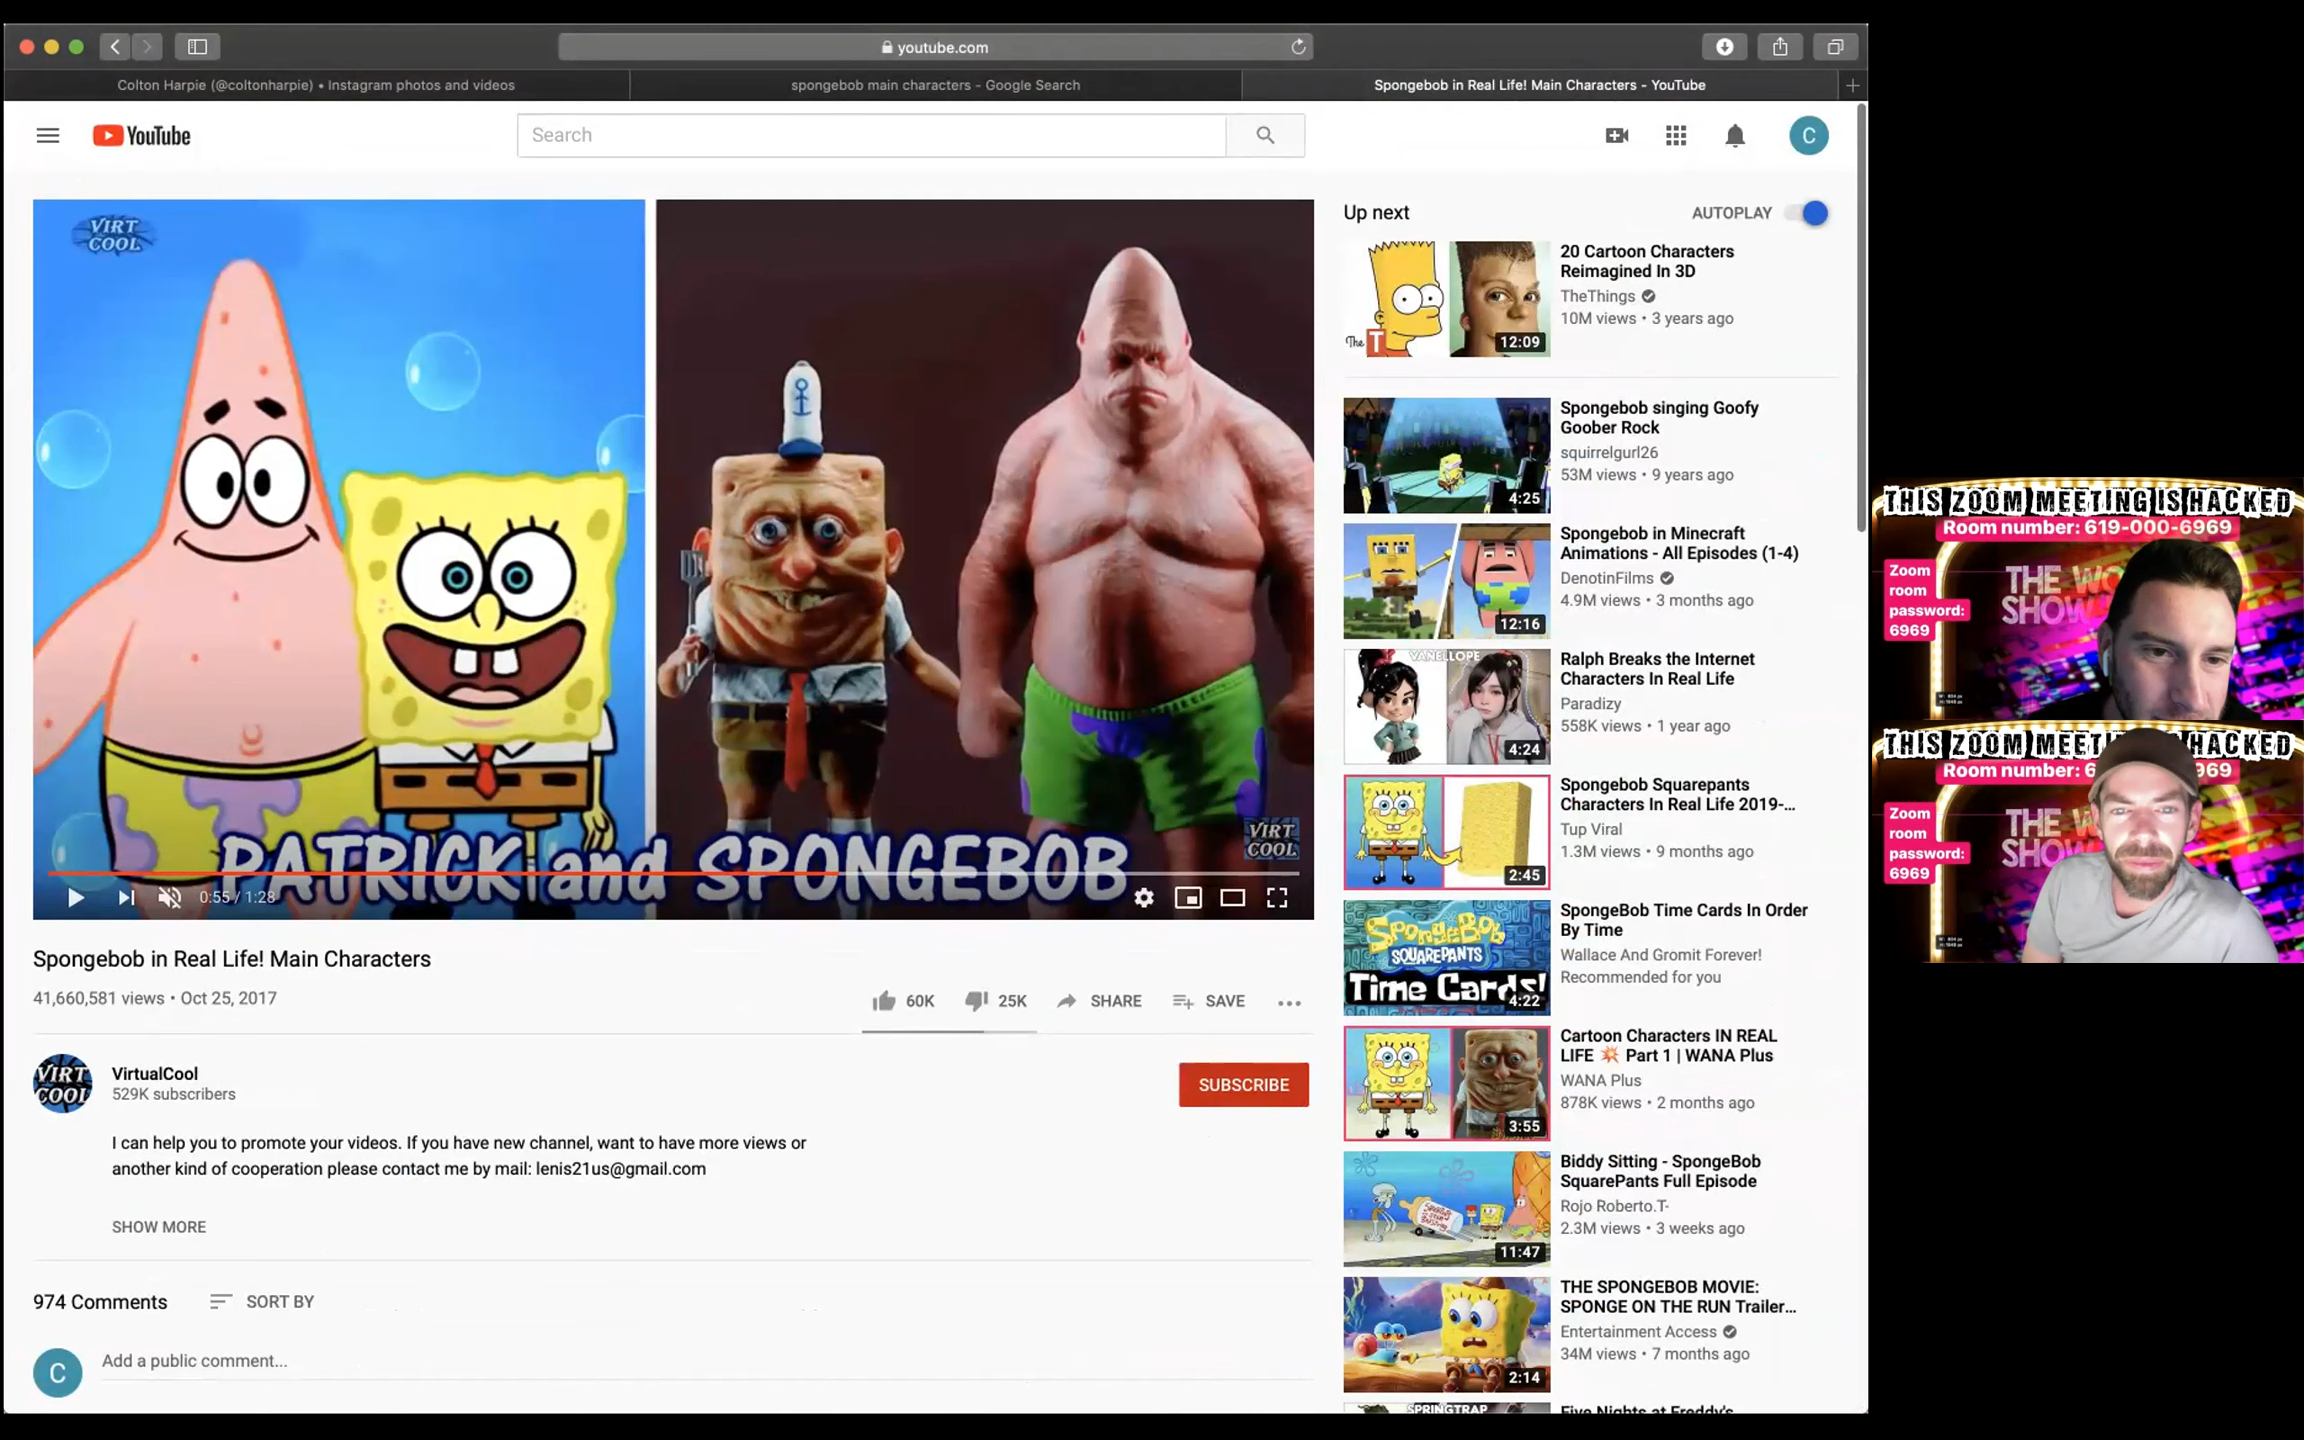 youtube.com
Colton Harpie (@coltonharpie) • Instagram photos and videos
spongebob main characters - Google Search
Spongebob in Real Life! Main Characters - YouTube
YouTube
Search
C
VIRT
COOL
PATRICK and SPONGEBOB
VIRT
COOL
0:55 / 1:28
Spongebob in Real Life! Main Characters
41,660,581 views • Oct 25, 2017
60K
25K
SHARE
SAVE
VIRT
COOL
VirtualCool
529K subscribers
SUBSCRIBE
I can help you to promote your videos. If you have new channel, want to have more views or
another kind of cooperation please contact me by mail: lenis21us@gmail.com
SHOW MORE
974 Comments
SORT BY
C
Add a public comment...
Up next
AUTOPLAY
The T
12:09
20 Cartoon Characters
Reimagined In 3D
TheThings
10M views • 3 years ago
4:25
Spongebob singing Goofy
Goober Rock
squirrelgurl26
53M views • 9 years ago
12:16
Spongebob in Minecraft
Animations - All Episodes (1-4)
DenotinFilms
4.9M views • 3 months ago
VANELLOPE
4:24
Ralph Breaks the Internet
Characters In Real Life
Paradizy
558K views • 1 year ago
2:45
Spongebob Squarepants
Characters In Real Life 2019-...
Tup Viral
1.3M views • 9 months ago
SpongeBob
SQUAREPANTS
Time Cards!
4:22
SpongeBob Time Cards In Order
By Time
Wallace And Gromit Forever!
Recommended for you
3:55
Cartoon Characters IN REAL
LIFE 💥 Part 1 | WANA Plus
WANA Plus
878K views • 2 months ago
11:47
Biddy Sitting - SpongeBob
SquarePants Full Episode
Rojo Roberto.T-
2.3M views • 3 weeks ago
2:14
THE SPONGEBOB MOVIE:
SPONGE ON THE RUN Trailer...
Entertainment Access
34M views • 7 months ago
SPRINGTRAP
Five Nights at Freddy's
THIS ZOOM MEETING IS HACKED
Room number: 619-000-6969
Zoom
room
password:
6969
THE WO
SHOW
THIS ZOOM MEET HACKED
Room number: 6 969
Zoom
room
password:
6969
THE W
SHO